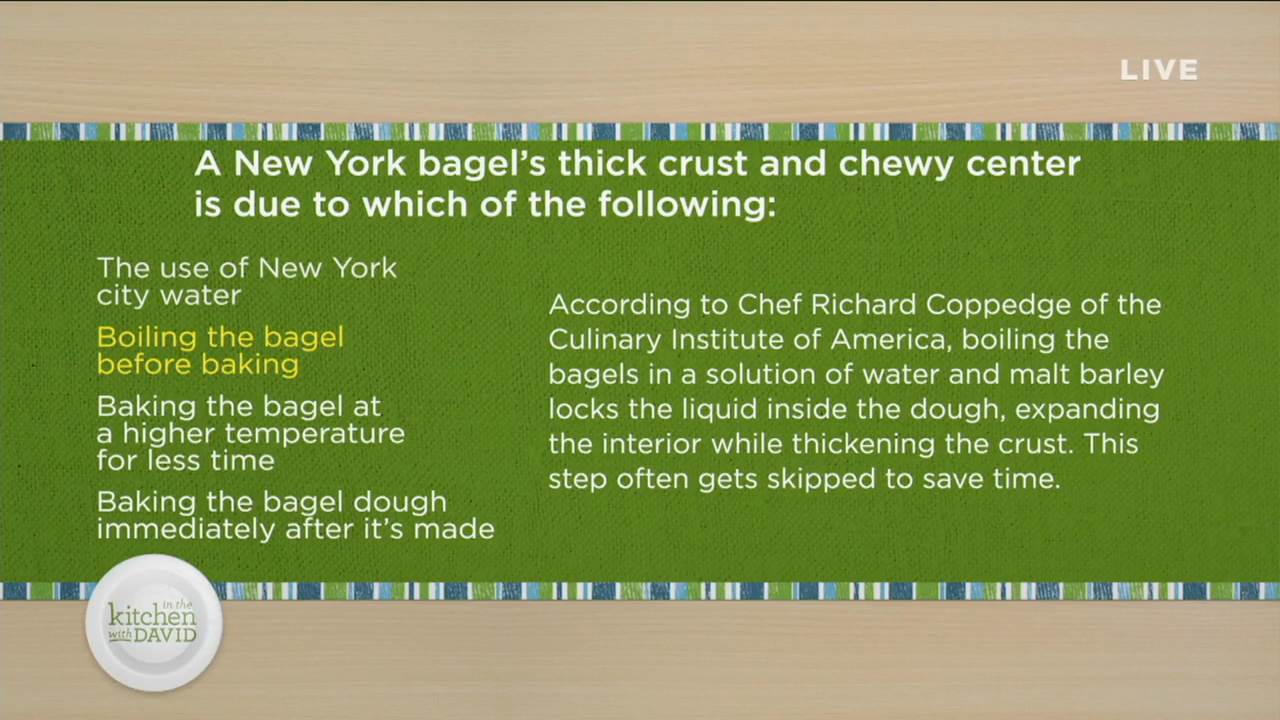 LIVE
A New York bagel's thick crust and chewy center
is due to which of the following:
The use of New York
city water
Boiling the bagel
before baking
Baking the bagel at
a higher temperature
for less time
Baking the bagel dough
immediately after it's made
According to Chef Richard Coppedge of the
Culinary Institute of America, boiling the
bagels in a solution of water and malt barley
locks the liquid inside the dough, expanding
the interior while thickening the crust. This
step often gets skipped to save time.
in the
kitchen
with DAVID